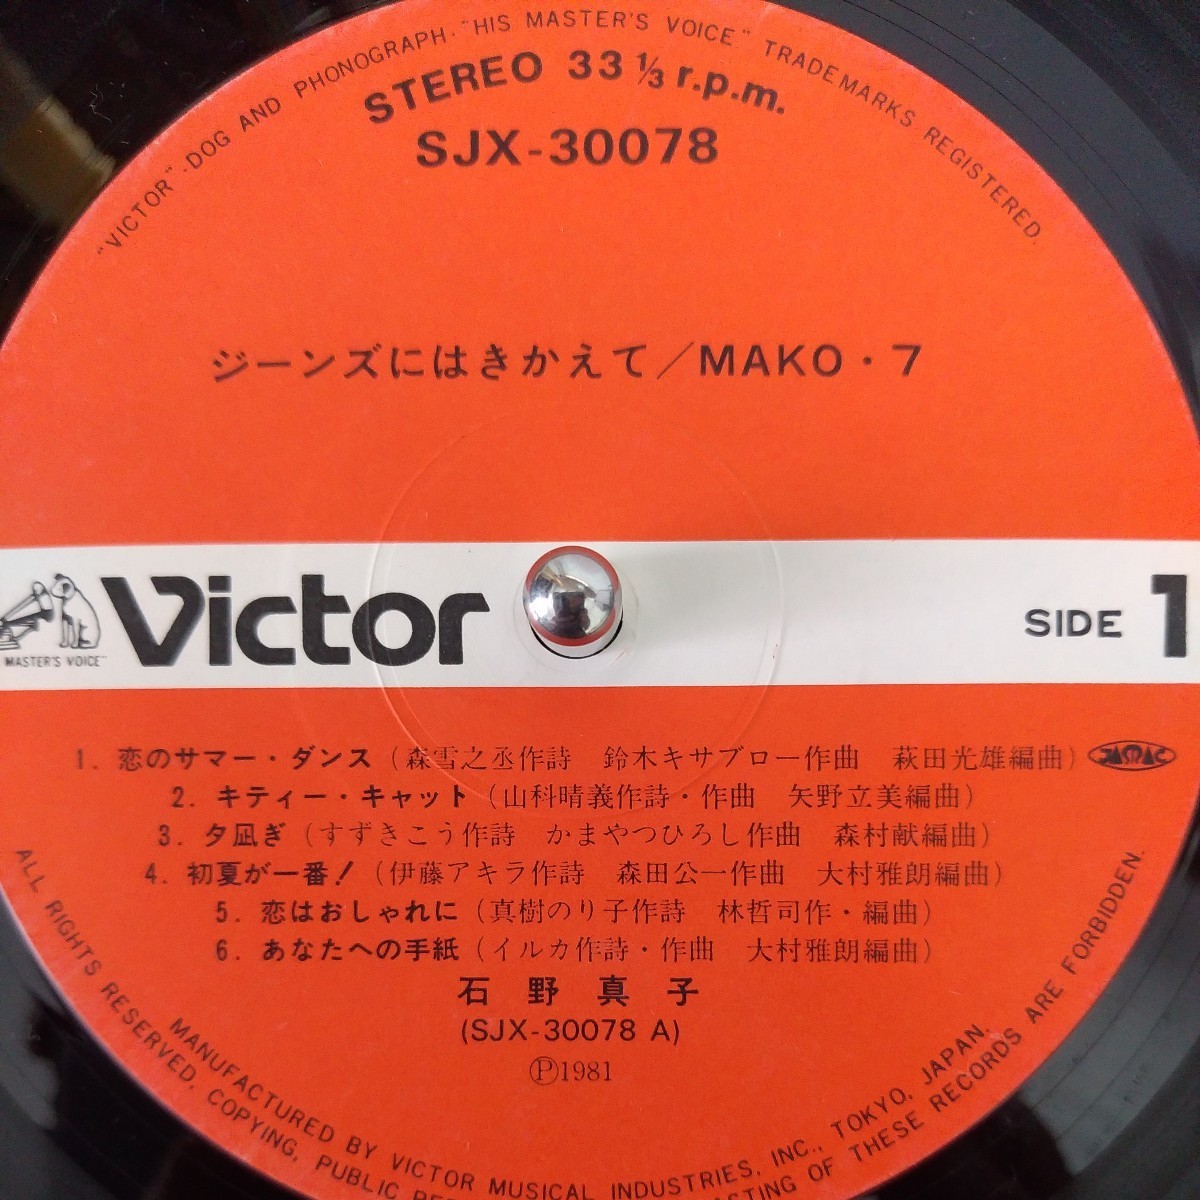 "VICTOR"-DOG AND PHONOGRAPH·"HIS MASTER'S VOICE" TRADEMARKS REGISTERED.
STEREO 33 1/3 r.p.m.
SJX-30078
ジーンズにはきかえて／MAKO・7
MASTER'S VOICE"
Victor
SIDE 1
1. 恋のサマー・ダンス（森雪之丞作詩　鈴木キサブロー作曲　萩田光雄編曲）
JASRAC
2. キティー・キャット（山科晴義作詩・作曲　矢野立美編曲）
3. 夕凪ぎ（すずきこう作詩　かまやつひろし作曲　森村献編曲）
4. 初夏が一番！（伊藤アキラ作詩　森田公一作曲　大村雅朗編曲）
5. 恋はおしゃれに（真樹のり子作詩　林哲司作・編曲）
6. あなたへの手紙（イルカ作詩・作曲　大村雅朗編曲）
石野真子
(SJX-30078 A)
Ⓟ1981
MANUFACTURED BY VICTOR MUSICAL INDUSTRIES, INC., TOKYO, JAPAN.
ALL RIGHTS RESERVED. COPYING, PUBLIC ASTING OF THESE RECORDS ARE FORBIDDEN.